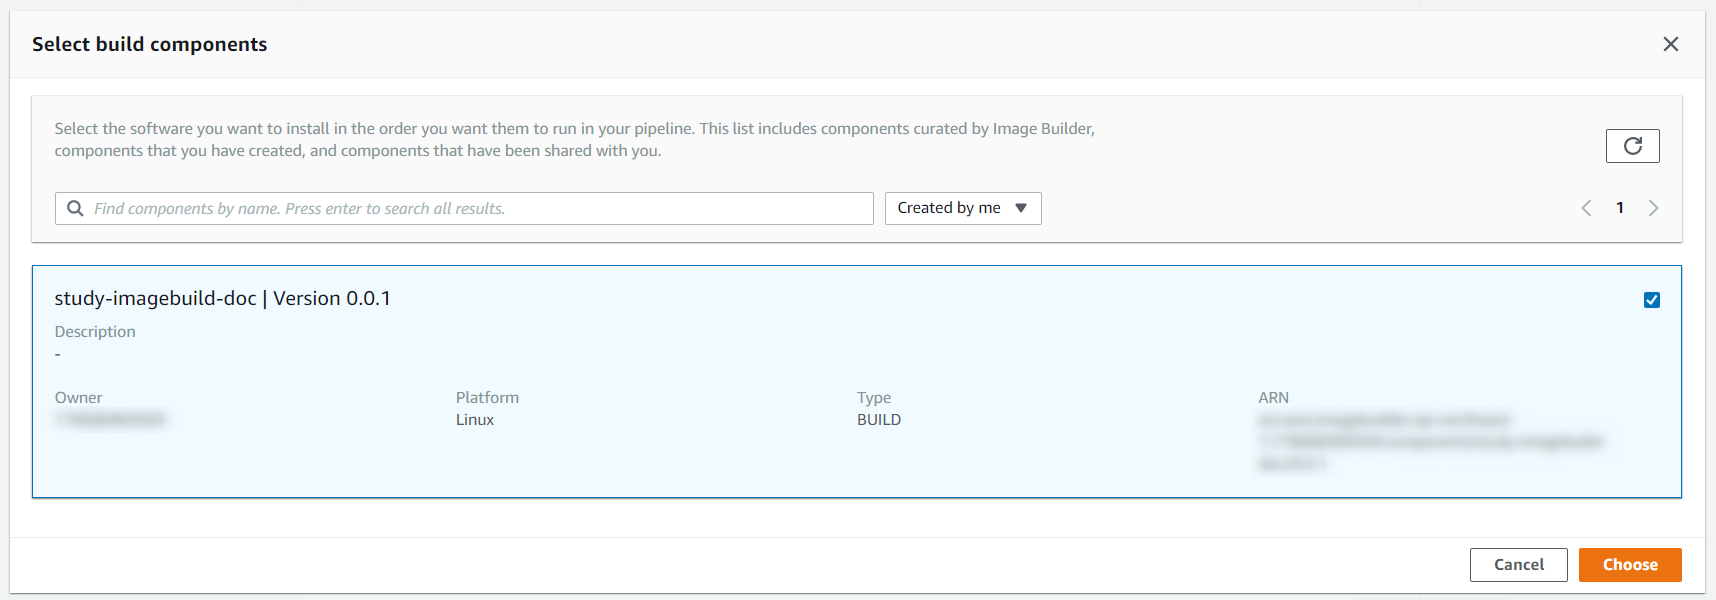 Select build components
Select the software you want to install in the order you want them to run in your pipeline. This list includes components curated by Image Builder,
components that you have created, and components that have been shared with you.
Find components by name. Press enter to search all results.
Created by me
1
study-imagebuild-doc | Version 0.0.1
Description
-
Owner
Platform
Type
ARN
Linux
BUILD
Cancel
Choose